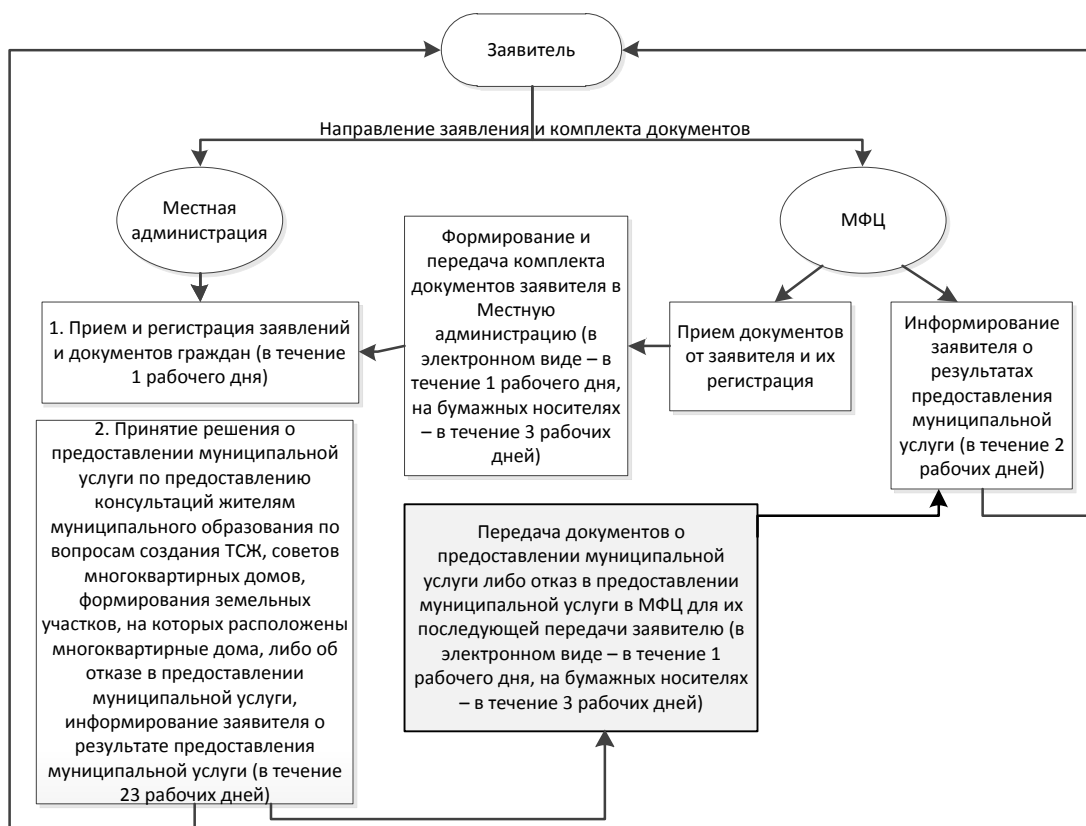 Заявитель
Направление заявления и комплекта документов
Местная
администрация
МФЦ
1. Прием и регистрация заявлений
и документов граждан (в течение
1 рабочего дня)
Формирование и
передача комплекта
документов заявителя в
Местную
администрацию (в
электронном виде – в
течение 1 рабочего дня,
на бумажных носителях
– в течение 3 рабочих
дней)
Прием документов
от заявителя и их
регистрация
Информирование
заявителя о
результатах
предоставления
муниципальной
услуги (в течение 2
рабочих дней)
2. Принятие решения о
предоставлении муниципальной
услуги по предоставлению
консультаций жителям
муниципального образования по
вопросам создания ТСЖ, советов
многоквартирных домов,
формирования земельных
участков, на которых расположены
многоквартирные дома, либо об
отказе в предоставлении
муниципальной услуги,
информирование заявителя о
результате предоставления
муниципальной услуги (в течение
23 рабочих дней)
Передача документов о
предоставлении муниципальной
услуги либо отказ в предоставлении
муниципальной услуги в МФЦ для их
последующей передачи заявителю (в
электронном виде – в течение 1
рабочего дня, на бумажных носителях
– в течение 3 рабочих дней)